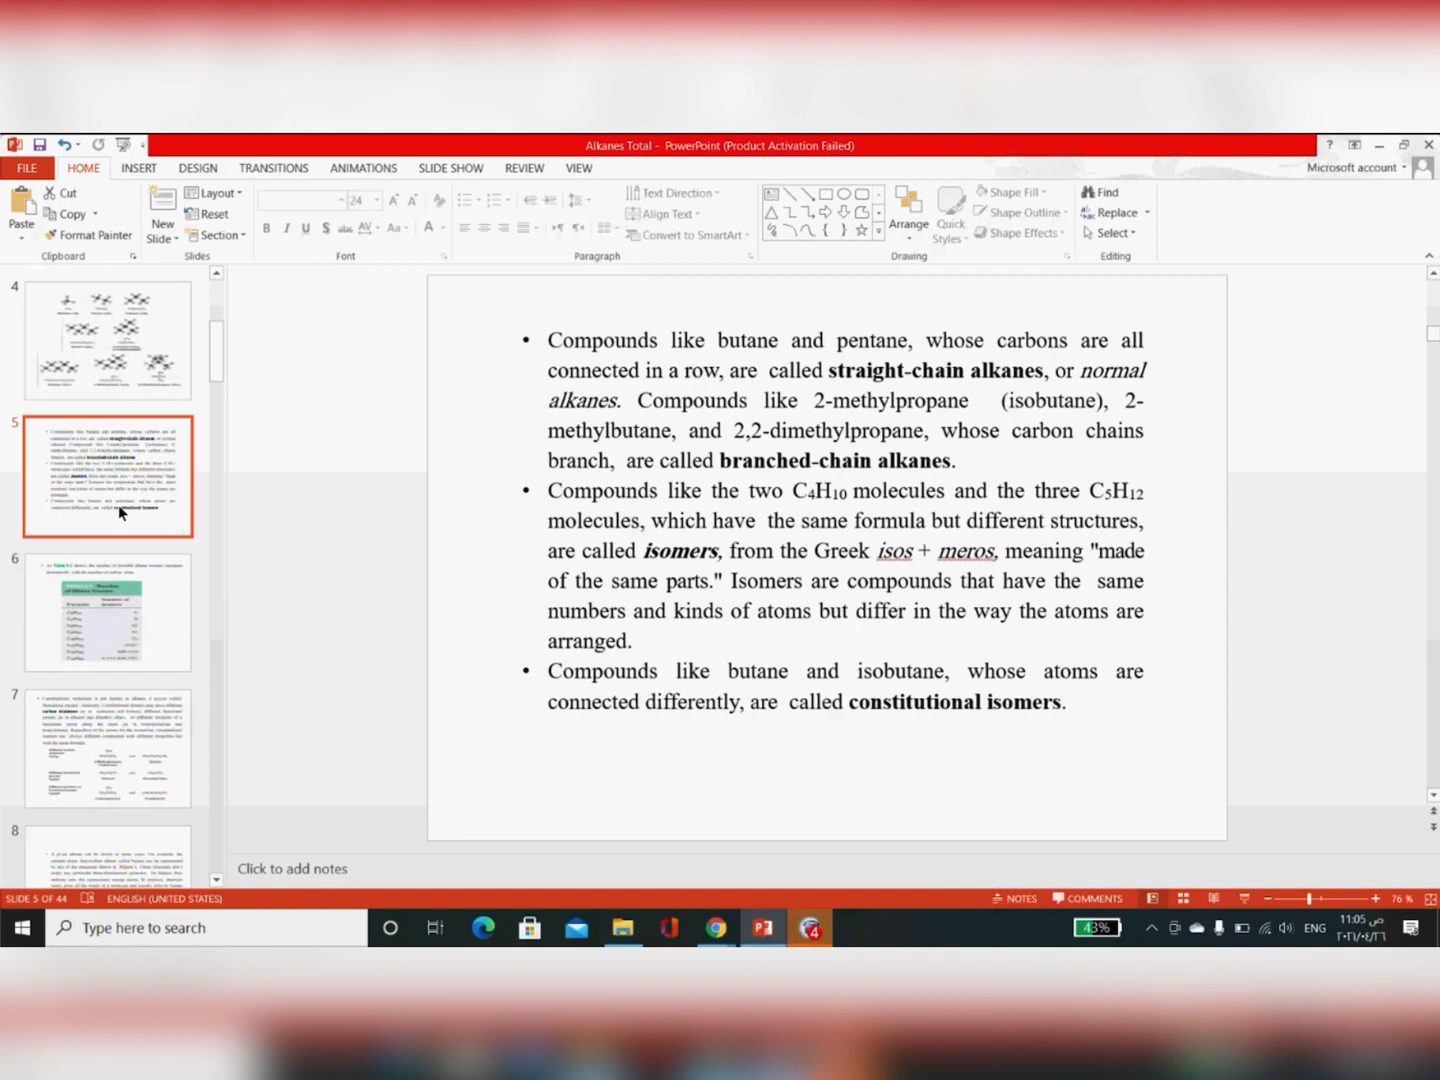 Alkanes Total - PowerPoint (Product Activation Failed)
FILE HOME INSERT DESIGN TRANSITIONS ANIMATIONS SLIDE SHOW REVIEW VIEW
Microsoft account
Paste
Cut
Copy
Format Painter
Clipboard
New Slide
Layout
Reset
Section
Slides
24
Font
Text Direction
Align Text
Convert to SmartArt
Paragraph
Arrange
Quick Styles
Shape Fill
Shape Outline
Shape Effects
Drawing
Find
Replace
Select
Editing
4
5
6
7
8
• Compounds like butane and pentane, whose carbons are all
connected in a row, are called straight-chain alkanes, or normal
alkanes. Compounds like 2-methylpropane (isobutane), 2-
methylbutane, and 2,2-dimethylpropane, whose carbon chains
branch, are called branched-chain alkanes.
• Compounds like the two C₄H₁₀ molecules and the three C₅H₁₂
molecules, which have the same formula but different structures,
are called isomers, from the Greek isos + meros, meaning "made
of the same parts." Isomers are compounds that have the same
numbers and kinds of atoms but differ in the way the atoms are
arranged.
• Compounds like butane and isobutane, whose atoms are
connected differently, are called constitutional isomers.
Click to add notes
SLIDE 5 OF 44 ENGLISH (UNITED STATES)
NOTES COMMENTS 76 %
Type here to search
4
43%
ENG
11:05 ص